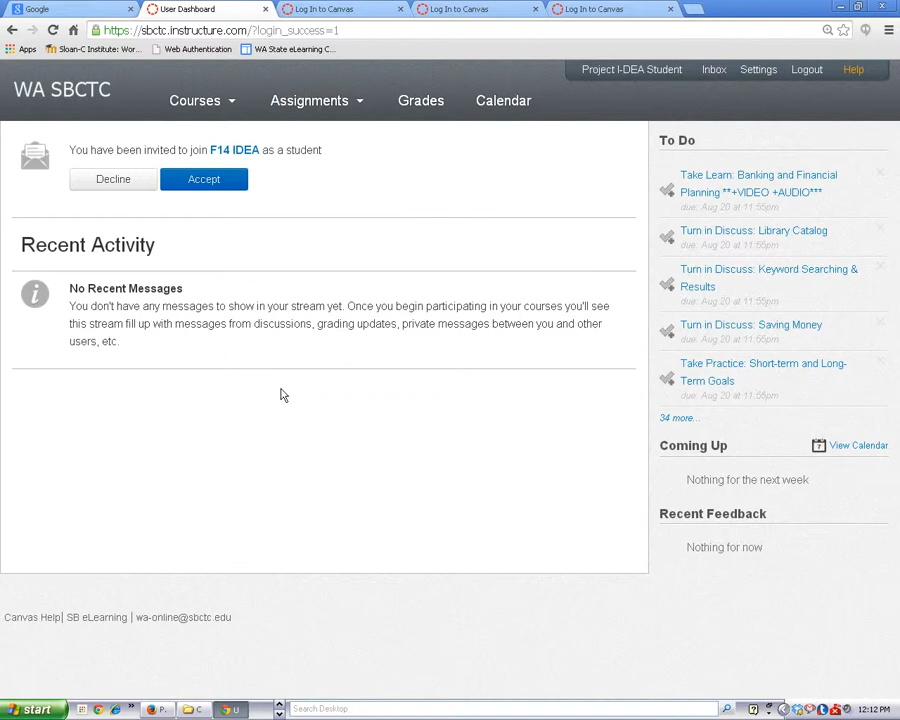 Google
User Dashboard
Log In to Canvas
Log In to Canvas
Log In to Canvas
https://sbctc.instructure.com/?login_success=1
Apps
Sloan-C Institute: Wor...
Web Authentication
WA State eLearning C...
Project I-DEA Student
Inbox
Settings
Logout
Help
WA SBCTC
Courses
Assignments
Grades
Calendar
You have been invited to join F14 IDEA as a student
Decline
Accept
Recent Activity
No Recent Messages
You don't have any messages to show in your stream yet. Once you begin participating in your courses you'll see
this stream fill up with messages from discussions, grading updates, private messages between you and other
users, etc.
To Do
Take Learn: Banking and Financial
Planning **+VIDEO +AUDIO***
due: Aug 20 at 11:55pm
Turn in Discuss: Library Catalog
due: Aug 20 at 11:55pm
Turn in Discuss: Keyword Searching &
Results
due: Aug 20 at 11:55pm
Turn in Discuss: Saving Money
due: Aug 20 at 11:55pm
Take Practice: Short-term and Long-
Term Goals
due: Aug 20 at 11:55pm
34 more...
Coming Up
7
View Calendar
Nothing for the next week
Recent Feedback
Nothing for now
Canvas Help| SB eLearning | wa-online@sbctc.edu
start
P.
C
U
Search Desktop
12:12 PM